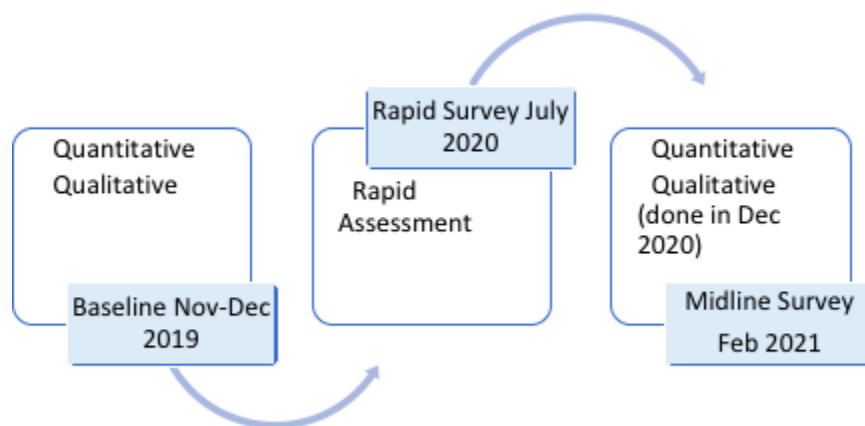 Quantitative
Qualitative
Baseline Nov-Dec
2019
Rapid Survey July
2020
Rapid
Assessment
Quantitative
Qualitative
(done in Dec
2020)
Midline Survey
Feb 2021